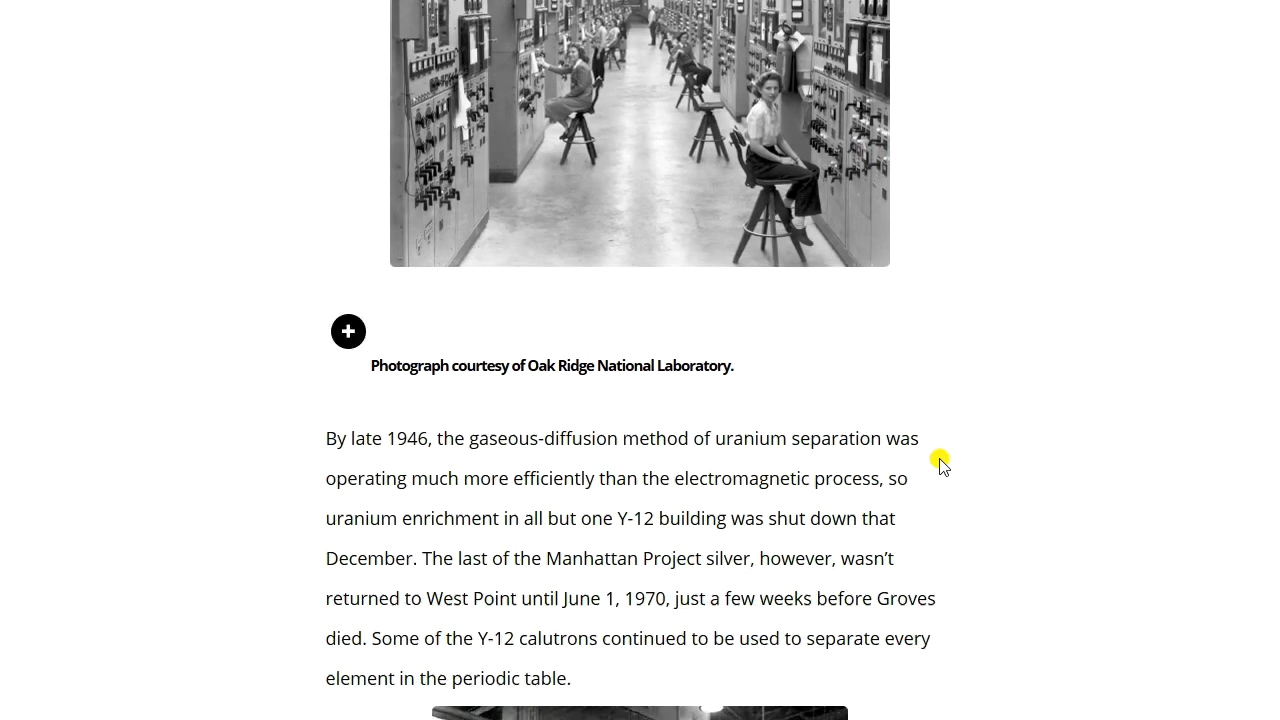 Photograph courtesy of Oak Ridge National Laboratory.
By late 1946, the gaseous-diffusion method of uranium separation was
operating much more efficiently than the electromagnetic process, so
uranium enrichment in all but one Y-12 building was shut down that
December. The last of the Manhattan Project silver, however, wasn’t
returned to West Point until June 1, 1970, just a few weeks before Groves
died. Some of the Y-12 calutrons continued to be used to separate every
element in the periodic table.